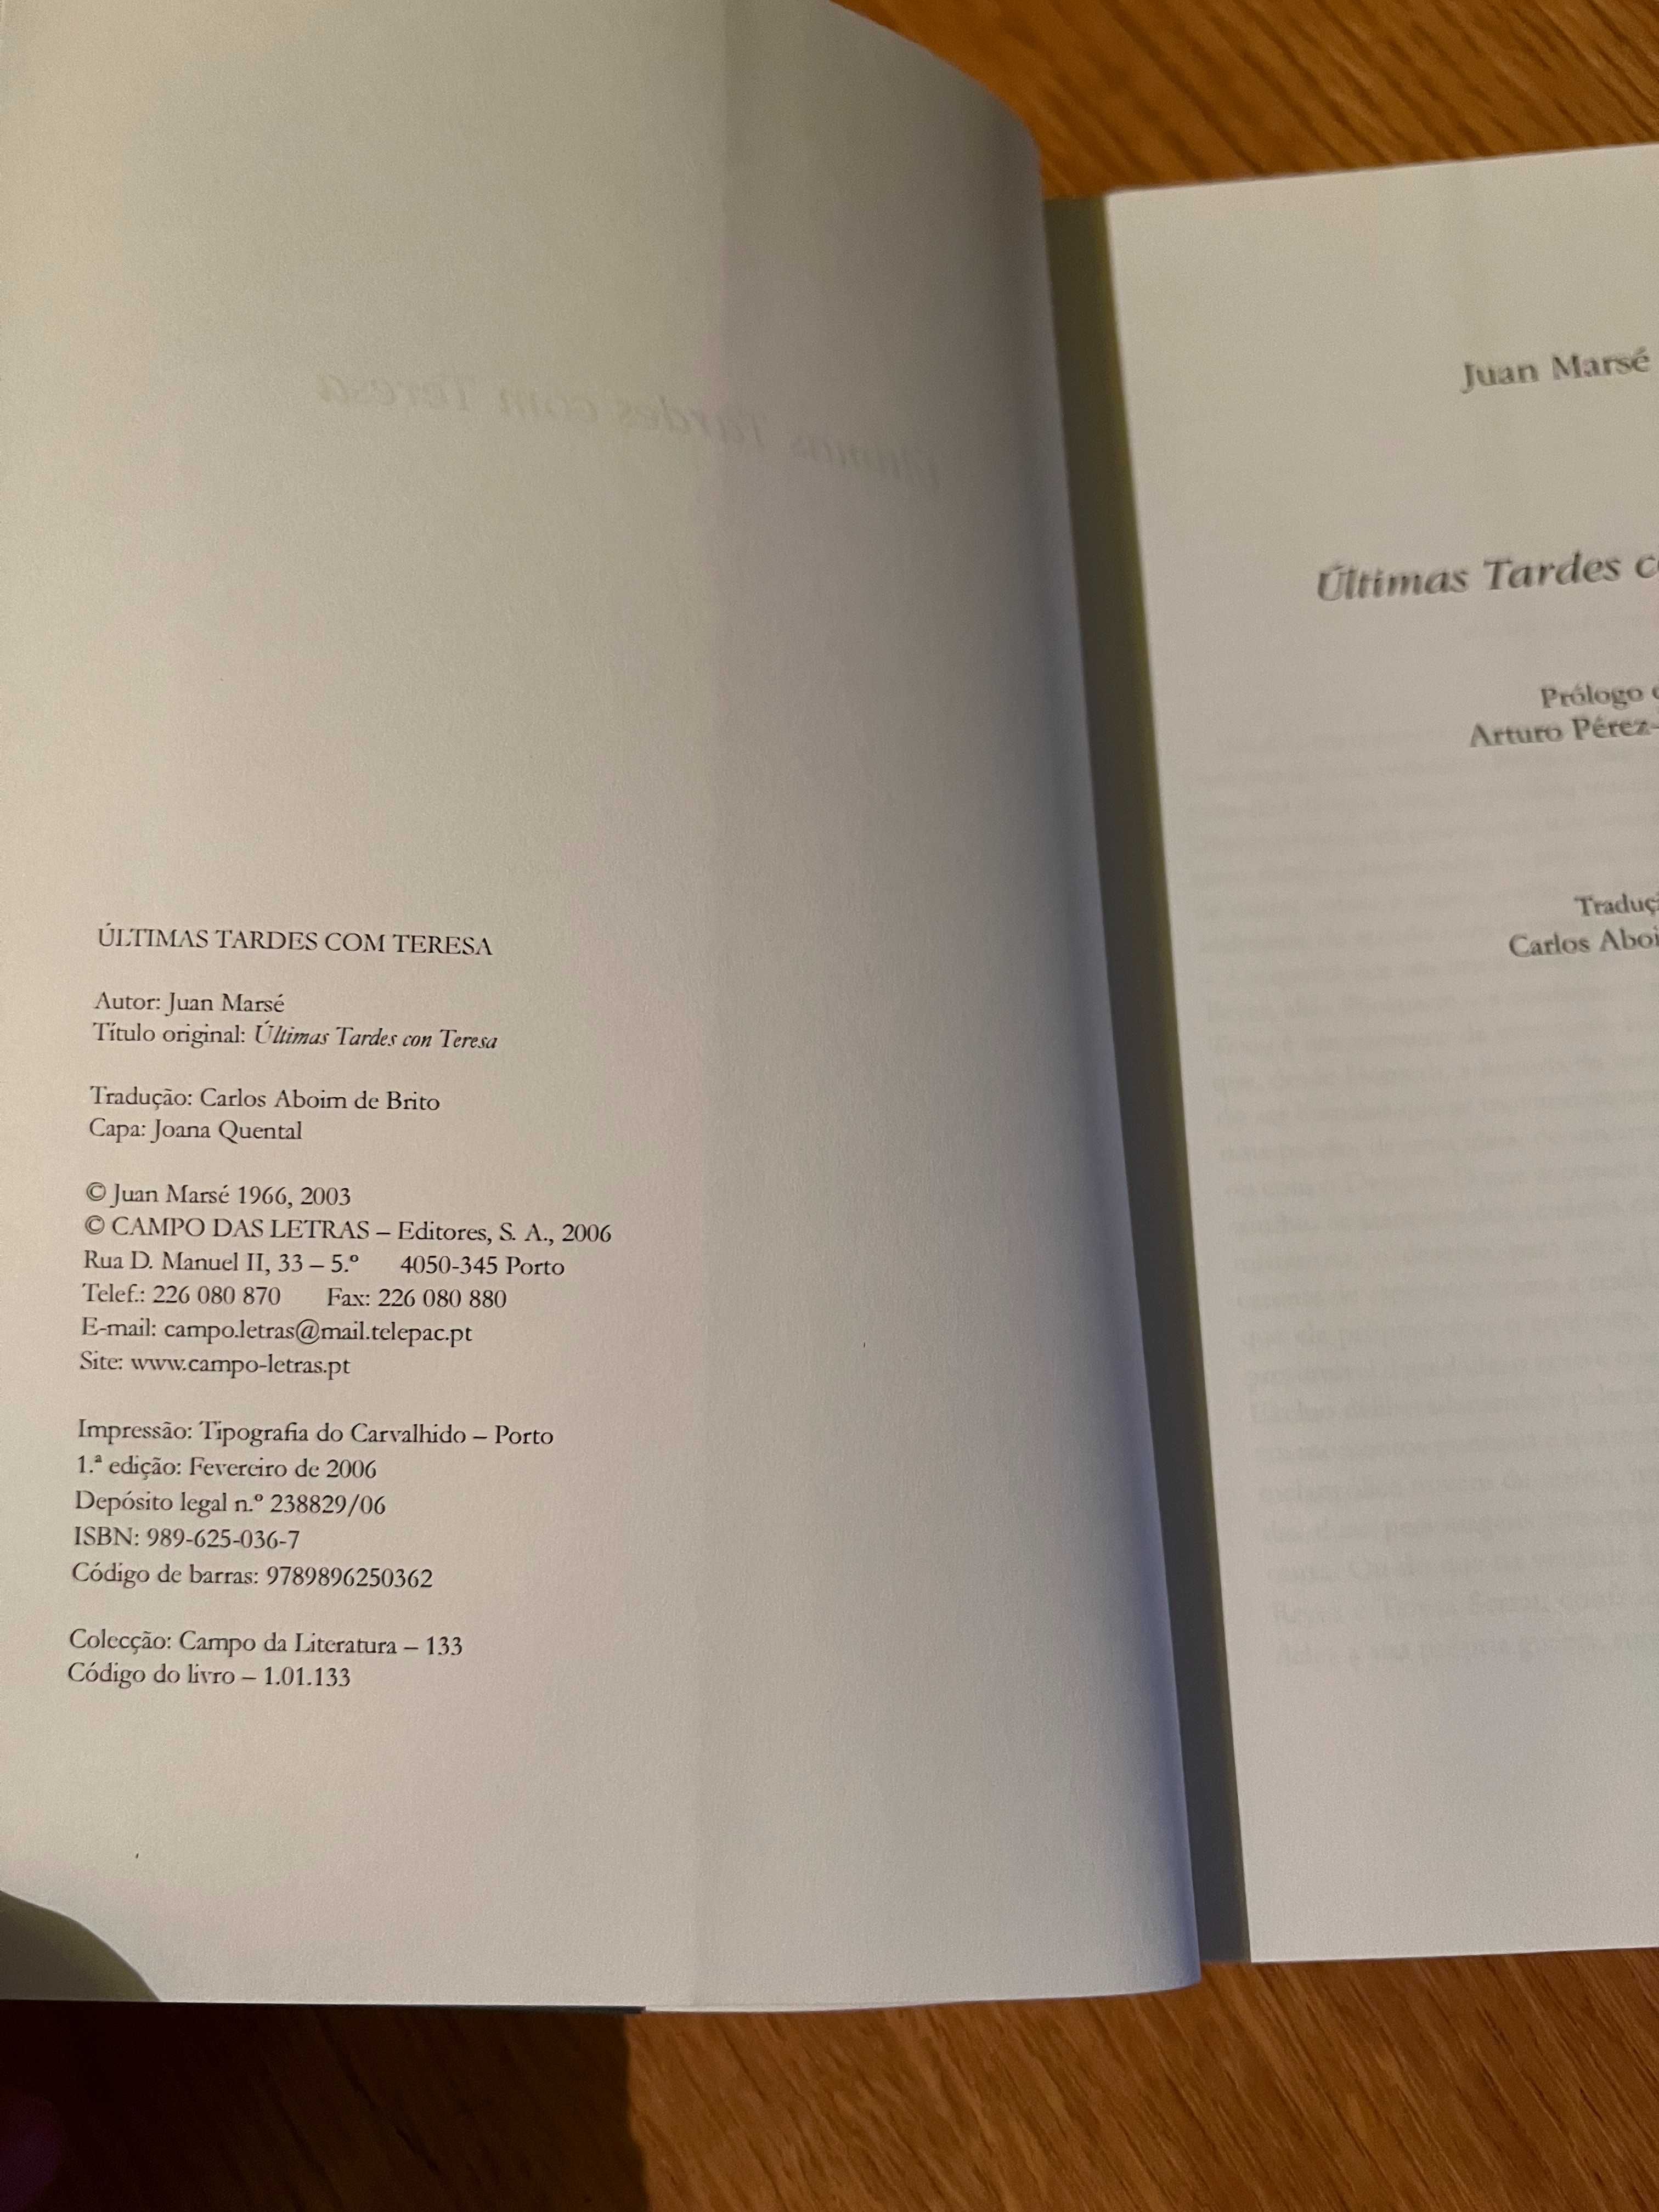 ÚLTIMAS TARDES COM TERESA
Autor: Juan Marsé
Título original: Últimas Tardes con Teresa
Tradução: Carlos Aboim de Brito
Capa: Joana Quental
© Juan Marsé 1966, 2003
© CAMPO DAS LETRAS – Editores, S. A., 2006
Rua D. Manuel II, 33 – 5.º 4050-345 Porto
Telef.: 226 080 870 Fax: 226 080 880
E-mail: campo.letras@mail.telepac.pt
Site: www.campo-letras.pt
Impressão: Tipografia do Carvalhido – Porto
1.ª edição: Fevereiro de 2006
Depósito legal n.º 238829/06
ISBN: 989-625-036-7
Código de barras: 9789896250362
Colecção: Campo da Literatura – 133
Código do livro – 1.01.133
Juan Marsé
Últimas Tardes c
Prólogo
Arturo Pérez-
Traduç
Carlos Aboi